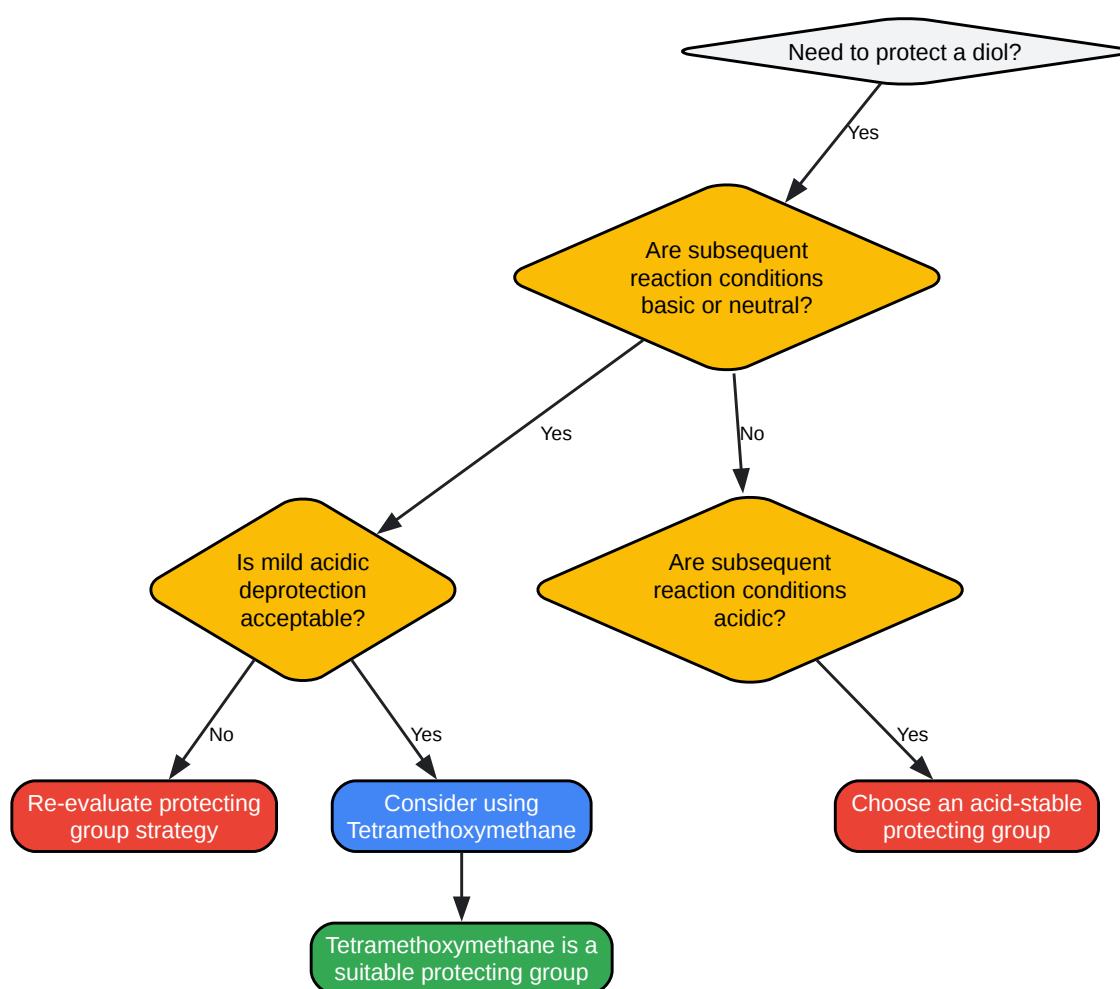 Need to protect a diol?
Yes
Are subsequent
reaction conditions
basic or neutral?
Yes
No
Is mild acidic
deprotection
acceptable?
Are subsequent
reaction conditions
acidic?
No
Yes
Yes
Re-evaluate protecting
group strategy
Consider using
Tetramethoxymethane
Choose an acid-stable
protecting group
Tetramethoxymethane is a
suitable protecting group